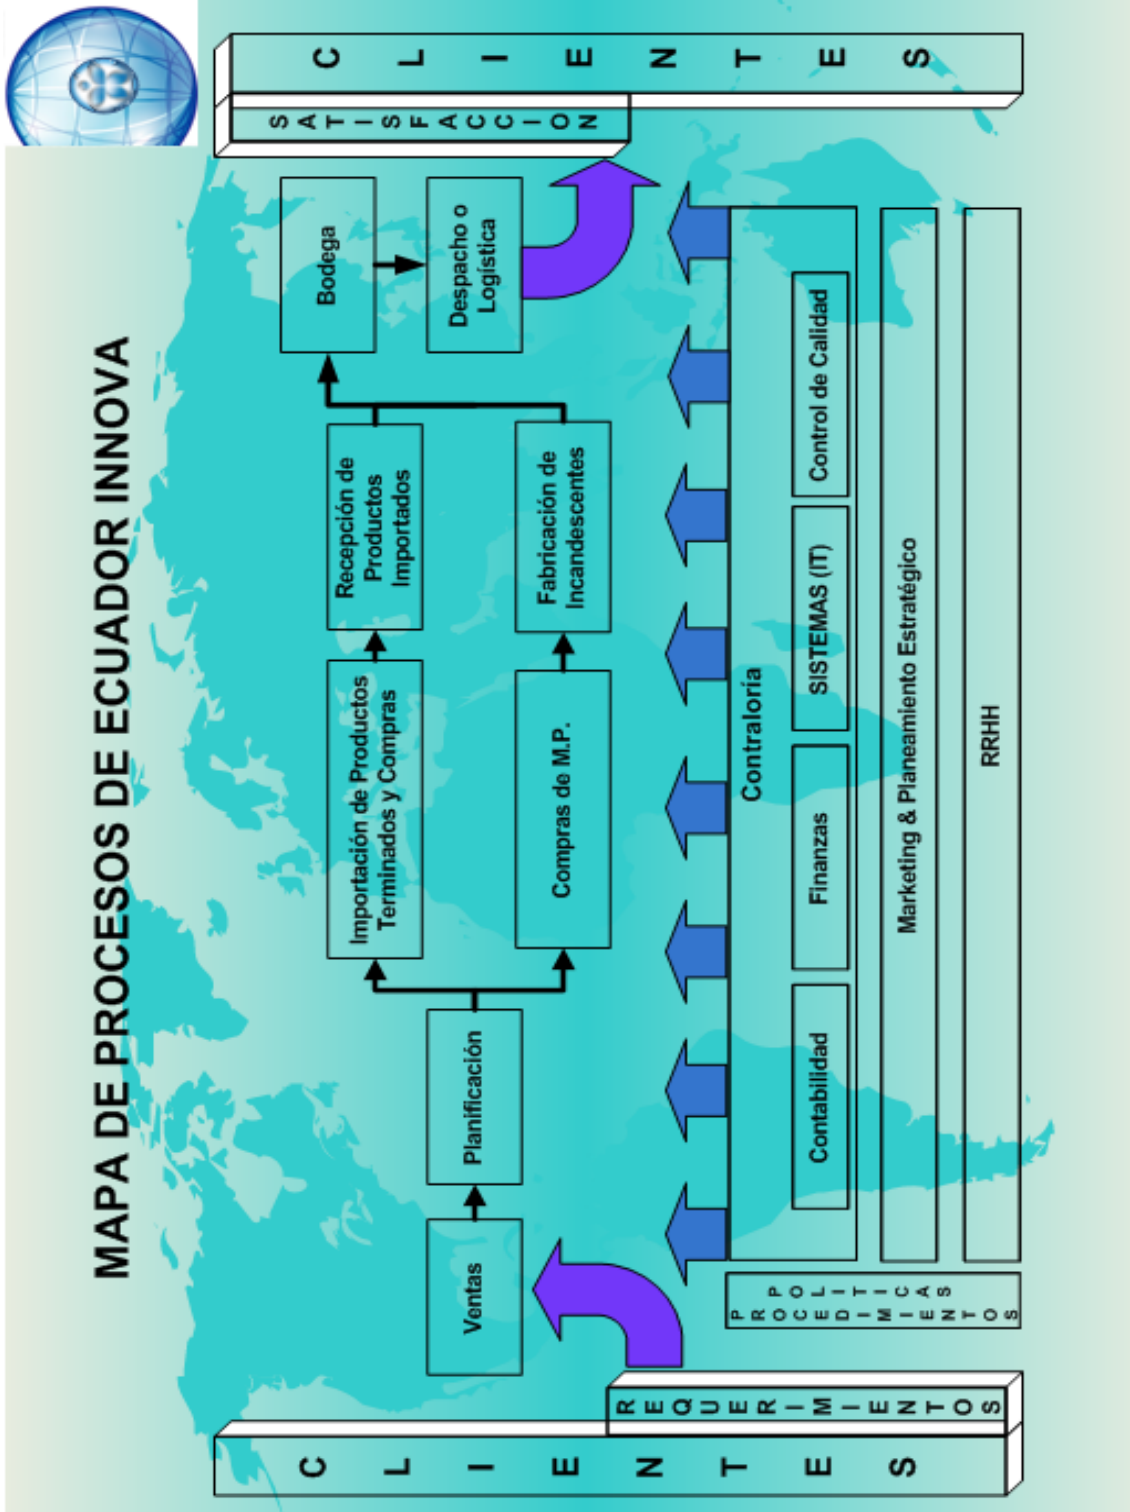 MAPA DE PROCESOS DE ECUADOR INNOVA
CLIENTES
REQUERIMIENTOS
Ventas
Planificación
Importación de Productos
Terminados y Compras
Recepción de
Productos
Importados
Compras de M.P.
Fabricación de
Incandescentes
Bodega
Despacho o
Logística
SATISFACCION
CLIENTES
POLITICAS
PROCEDIMIENTOS
Contraloría
Contabilidad
Finanzas
SISTEMAS (IT)
Control de Calidad
Marketing & Planeamiento Estratégico
RRHH